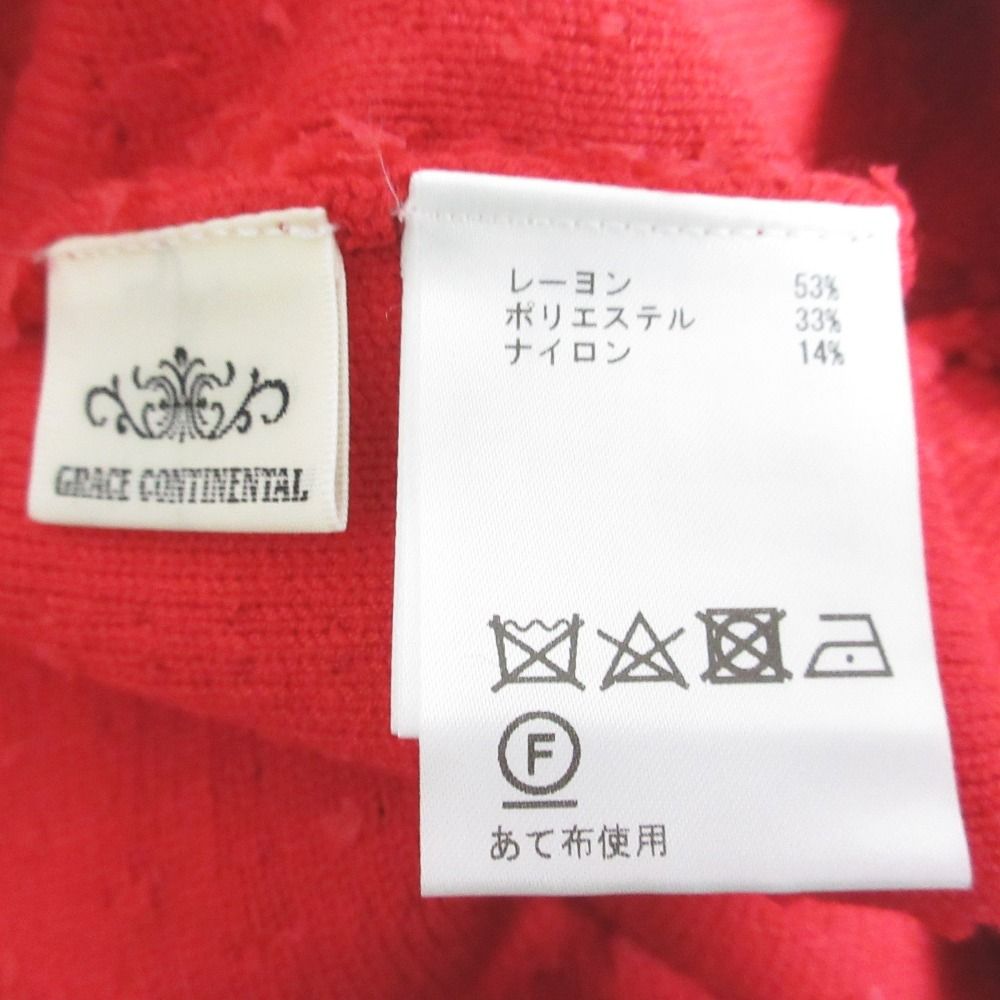 GRACE CONTINENTAL
レーヨン 53%
ポリエステル 33%
ナイロン 14%
F
あて布使用